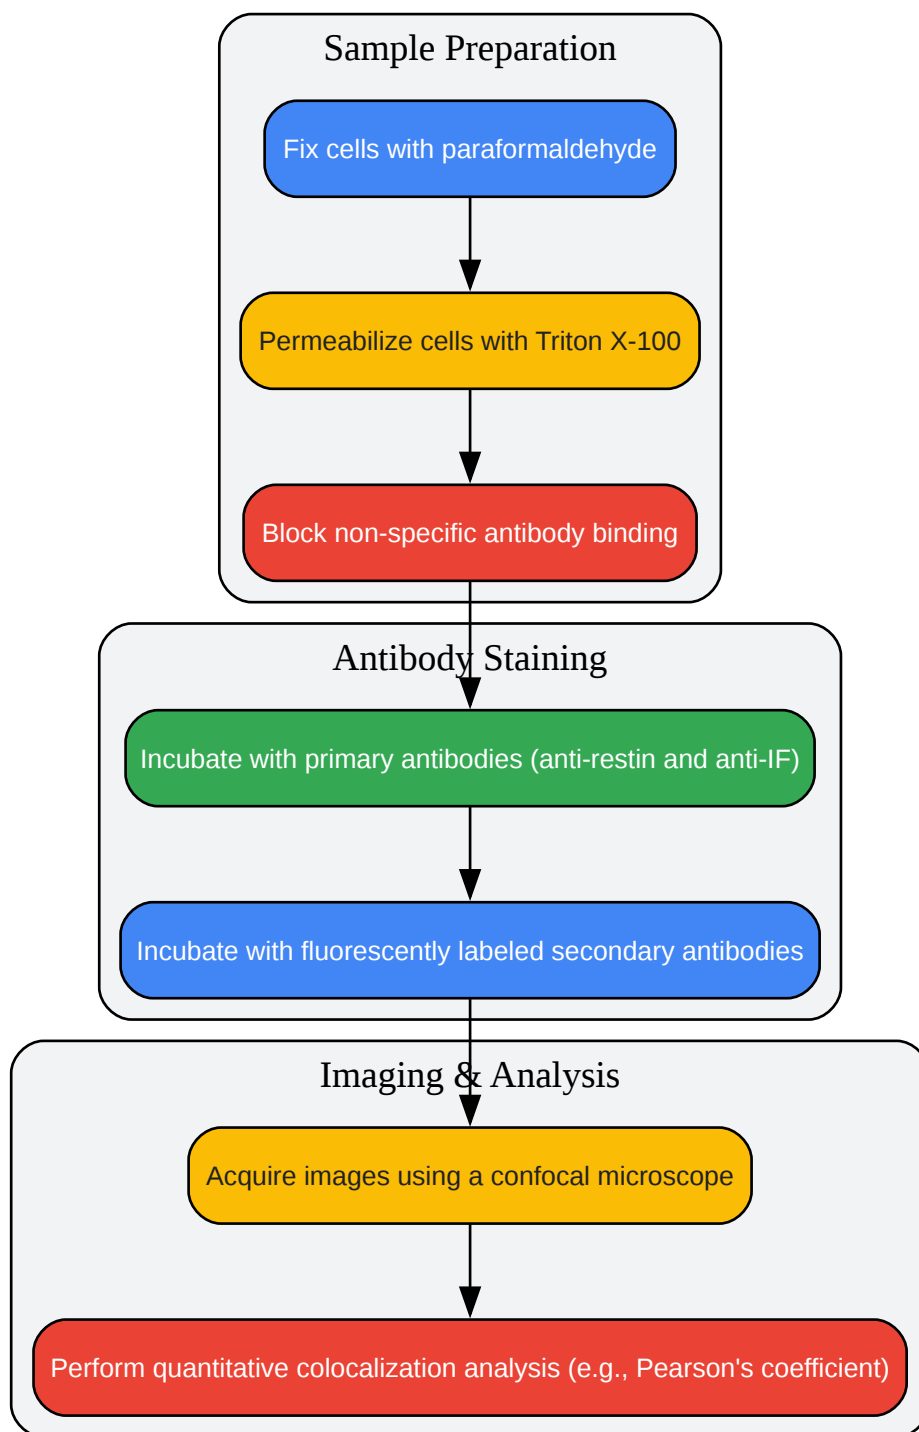 Sample Preparation
Fix cells with paraformaldehyde
Permeabilize cells with Triton X-100
Block non-specific antibody binding
Antibody Staining
Incubate with primary antibodies (anti-restin and anti-IF)
Incubate with fluorescently labeled secondary antibodies
Imaging & Analysis
Acquire images using a confocal microscope
Perform quantitative colocalization analysis (e.g., Pearson's coefficient)